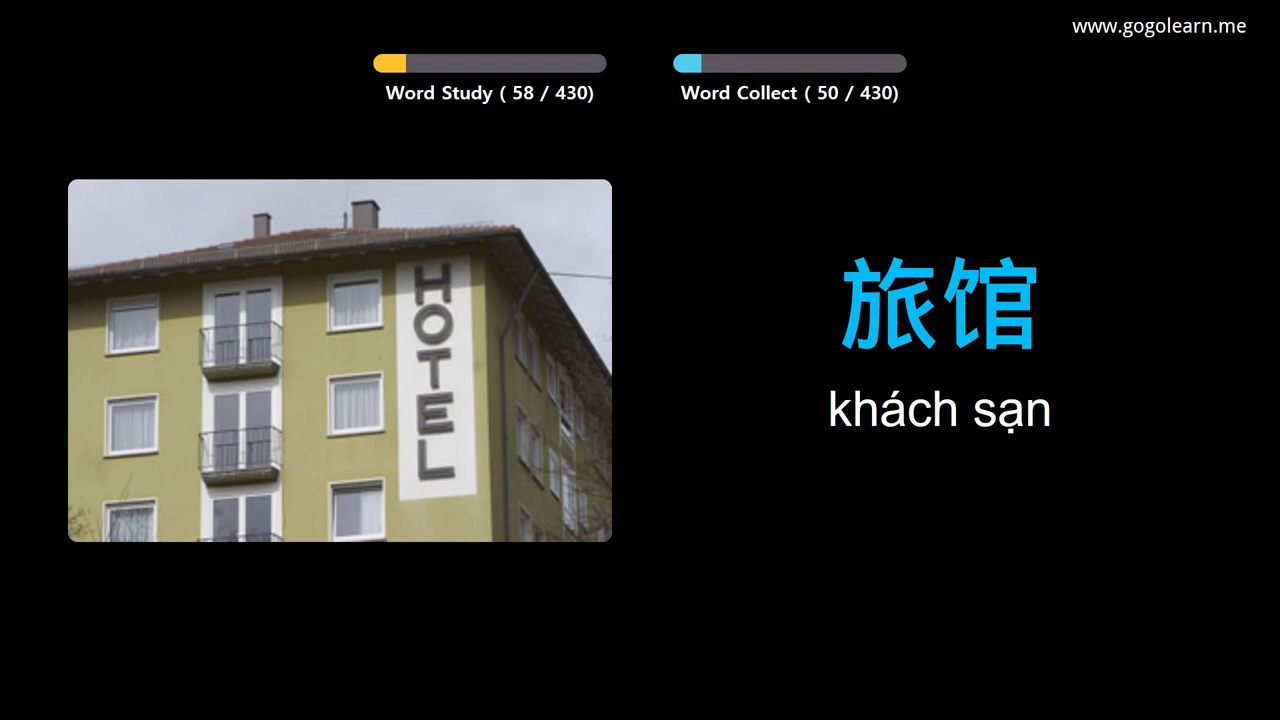 www.gogolearn.me
Word Study ( 58 / 430)
Word Collect ( 50 / 430)
HOTEL
旅馆
khách sạn